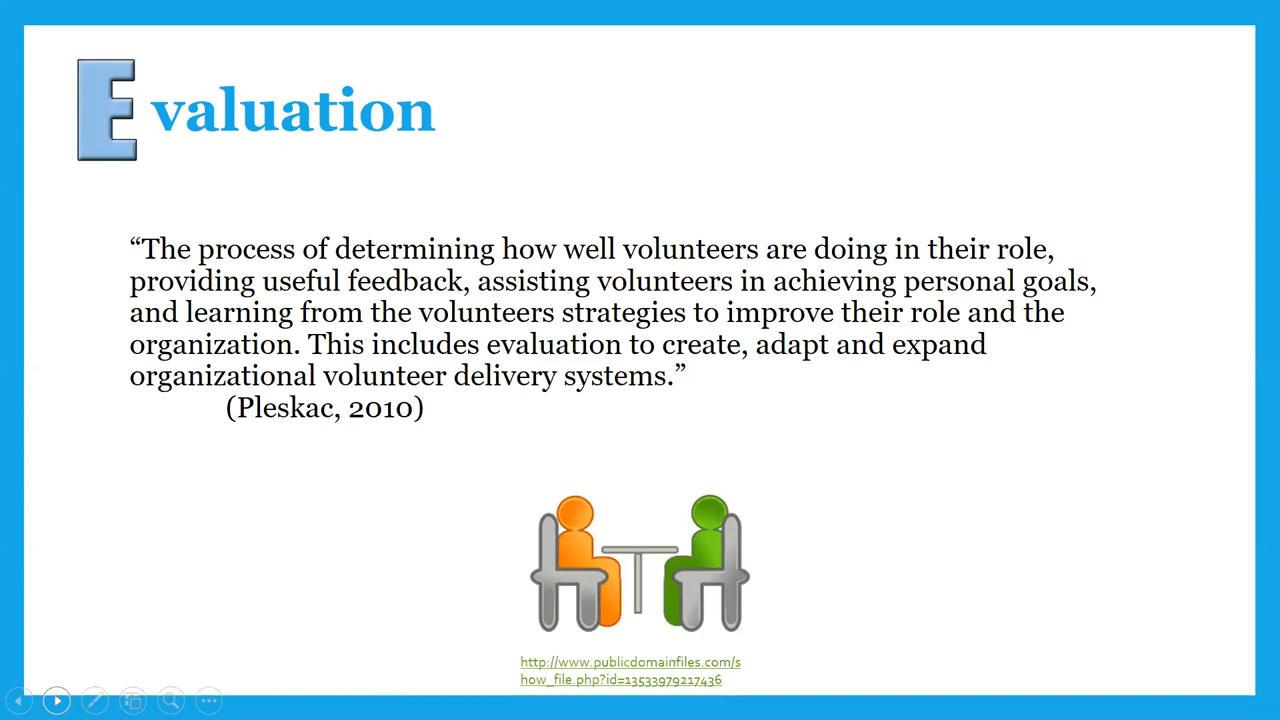 Evaluation
“The process of determining how well volunteers are doing in their role,
providing useful feedback, assisting volunteers in achieving personal goals,
and learning from the volunteers strategies to improve their role and the
organization. This includes evaluation to create, adapt and expand
organizational volunteer delivery systems.”
(Pleskac, 2010)
http://www.publicdomainfiles.com/s
how_file.php?id=13533979217436